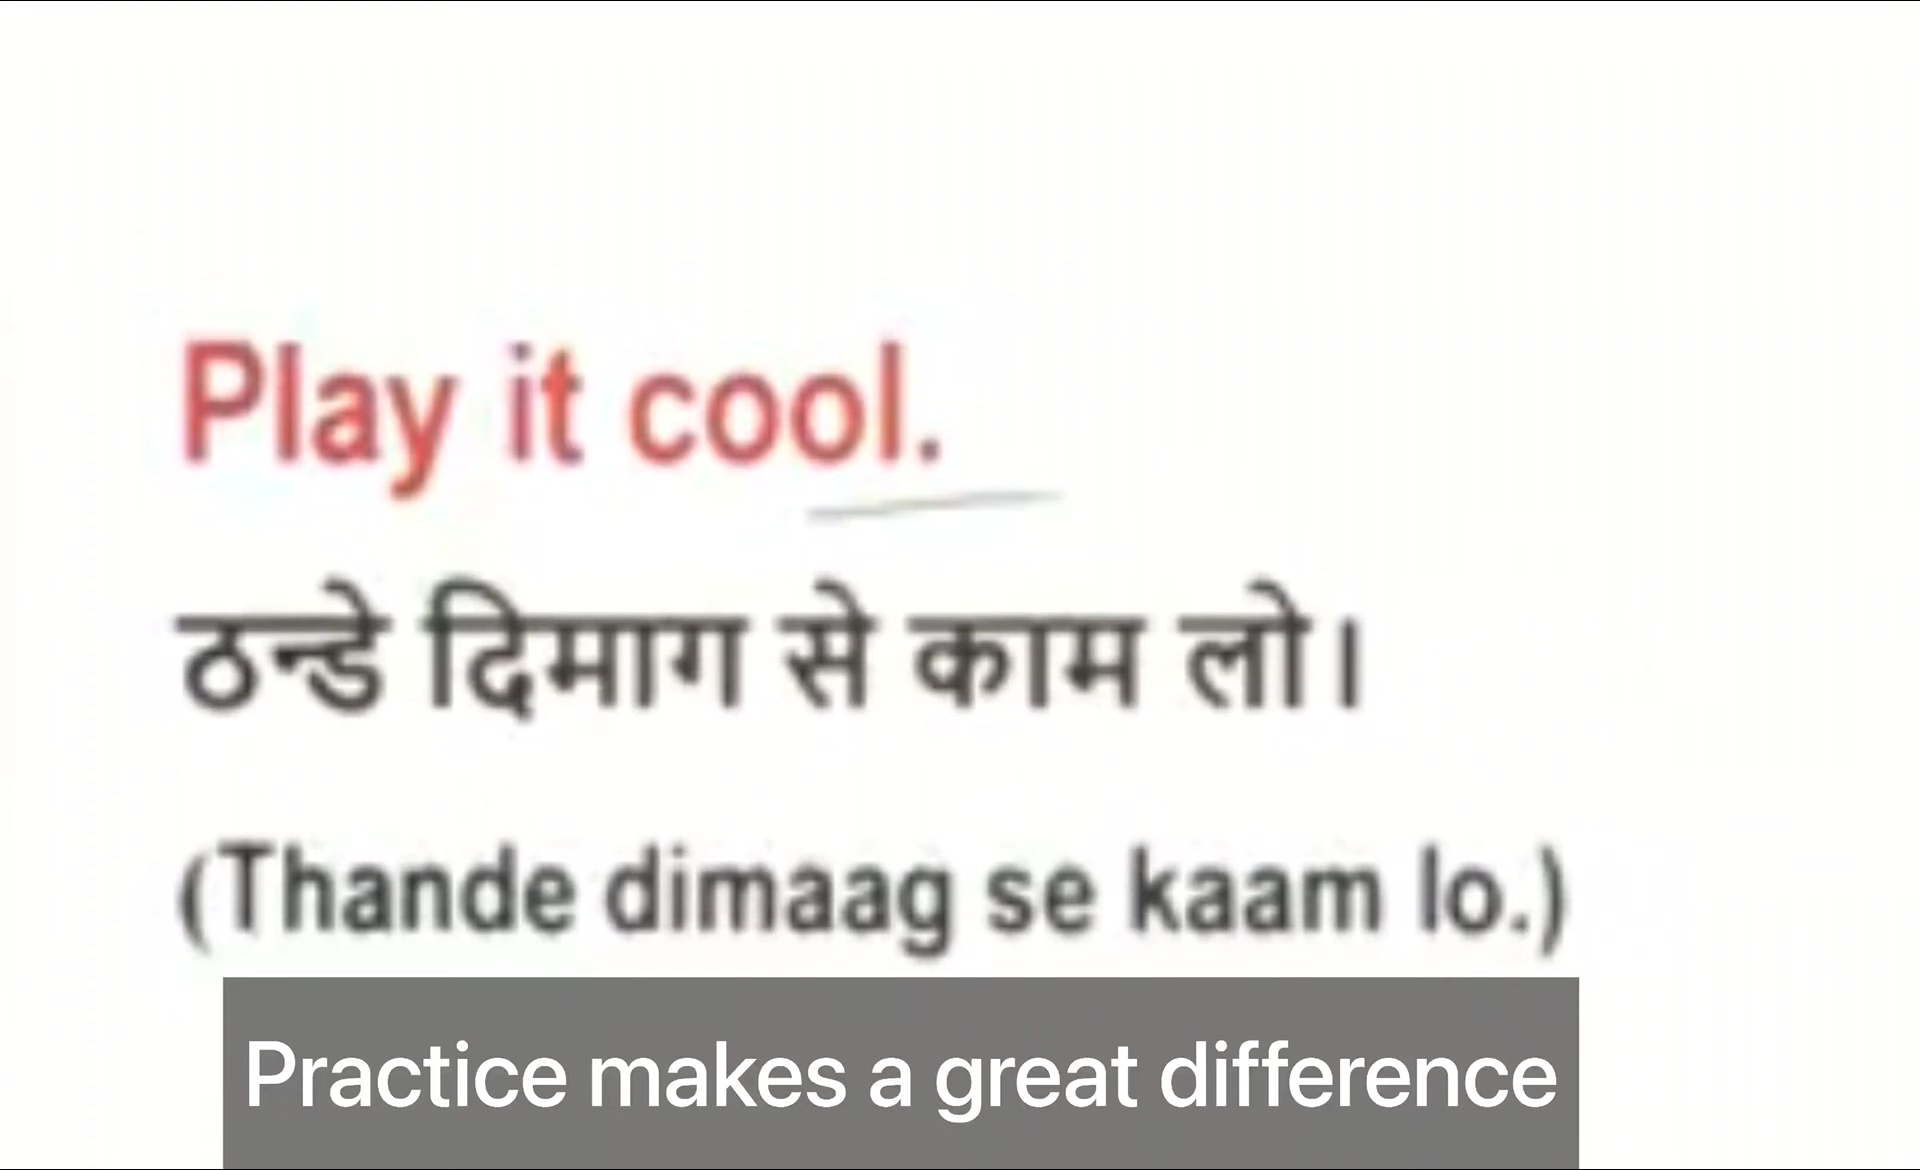 Play it cool.
ठन्डे दिमाग से काम लो।
(Thande dimaag se kaam lo.)
Practice makes a great difference